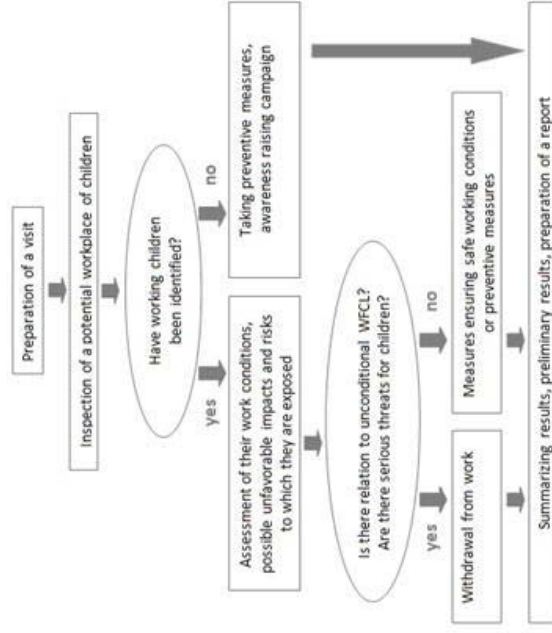 Preparation of a visit
Inspection of a potential workplace of children
Have working children
been identified?
yes
no
Assessment of their work conditions,
possible unfavorable impacts and risks
to which they are exposed
Taking preventive measures,
awareness raising campaign
Is there relation to unconditional WFCL?
Are there serious threats for children?
yes
no
Withdrawal from work
Measures ensuring safe working conditions
or preventive measures
Summarizing results, preliminary results, preparation of a report